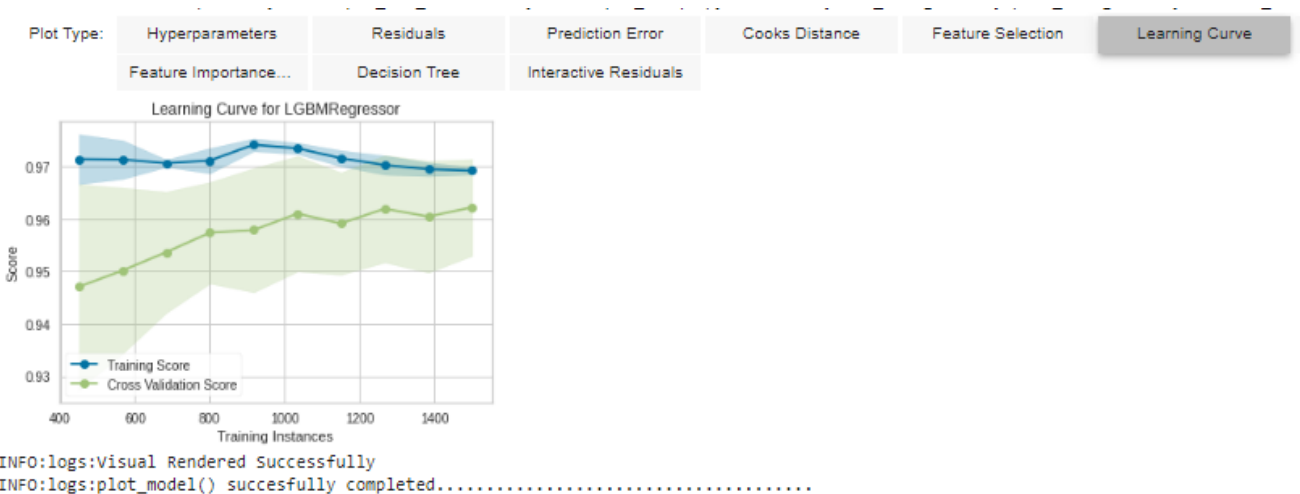 Plot Type: Hyperparameters Residuals Prediction Error Cooks Distance Feature Selection Learning Curve
Feature Importance... Decision Tree Interactive Residuals
Learning Curve for LGBMRegressor
0.97
0.96
0.95
0.94
0.93
Score
Training Score
Cross Validation Score
400 600 800 1000 1200 1400
Training Instances
INFO:logs:Visual Rendered Successfully
INFO:logs:plot_model() succesfully completed......................................